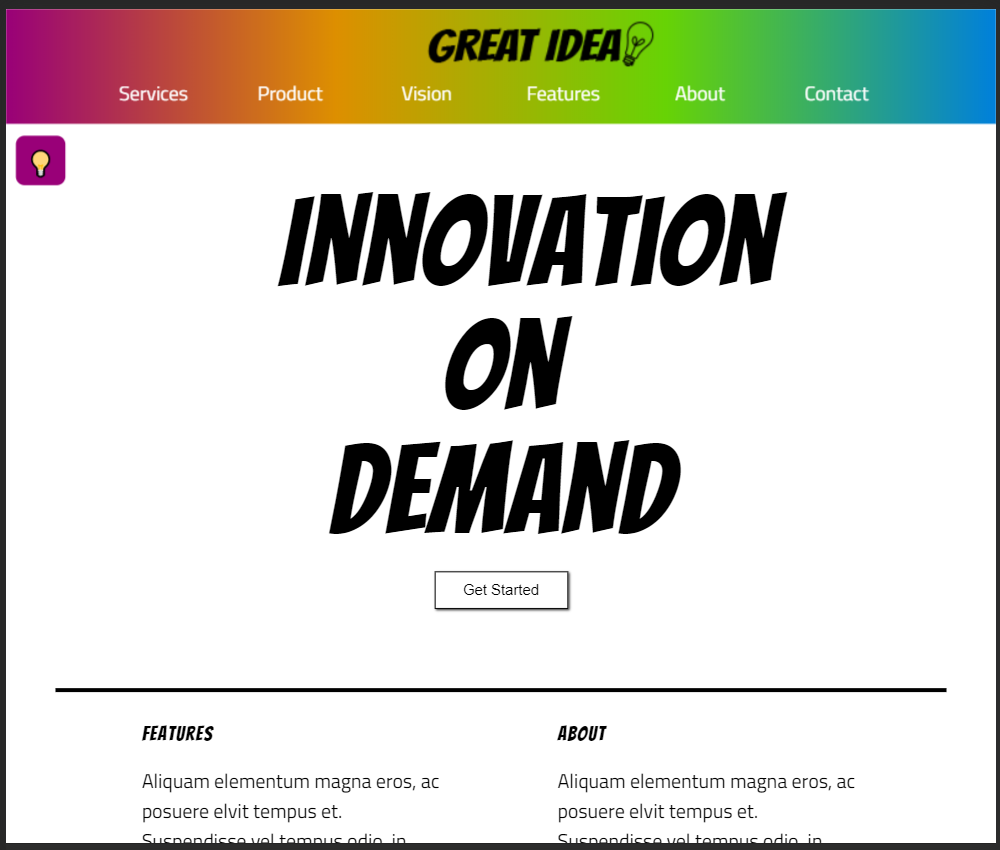 GREAT IDEA
Services Product Vision Features About Contact
INNOVATION
ON
DEMAND
Get Started
FEATURES
Aliquam elementum magna eros, ac
posuere elvit tempus et.
Suspendisse vel tempus odio, in
ABOUT
Aliquam elementum magna eros, ac
posuere elvit tempus et.
Suspendisse vel tempus odio, in